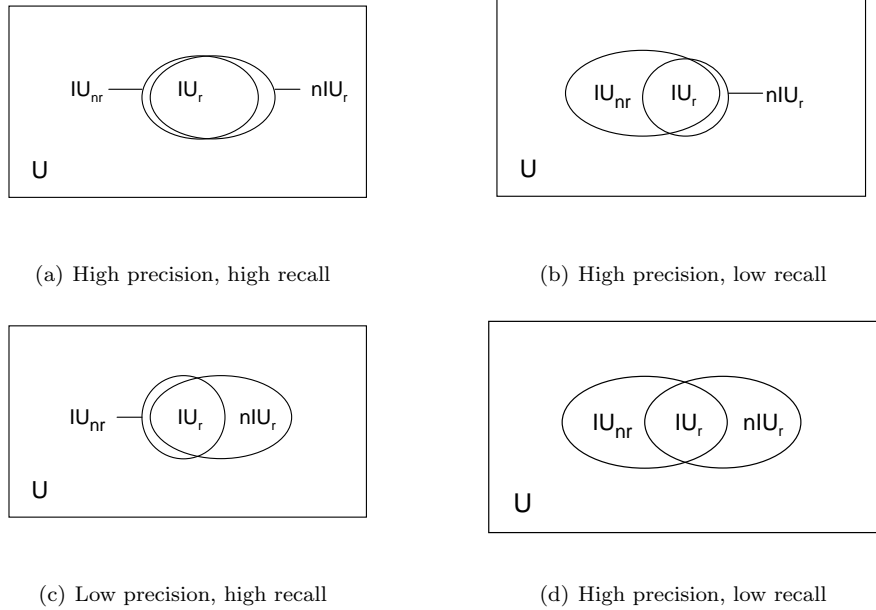 IU_nr IU_r nIU_r
U
(a) High precision, high recall
IU_nr IU_r nIU_r
U
(b) High precision, low recall
IU_nr IU_r nIU_r
U
(c) Low precision, high recall
IU_nr IU_r nIU_r
U
(d) High precision, low recall